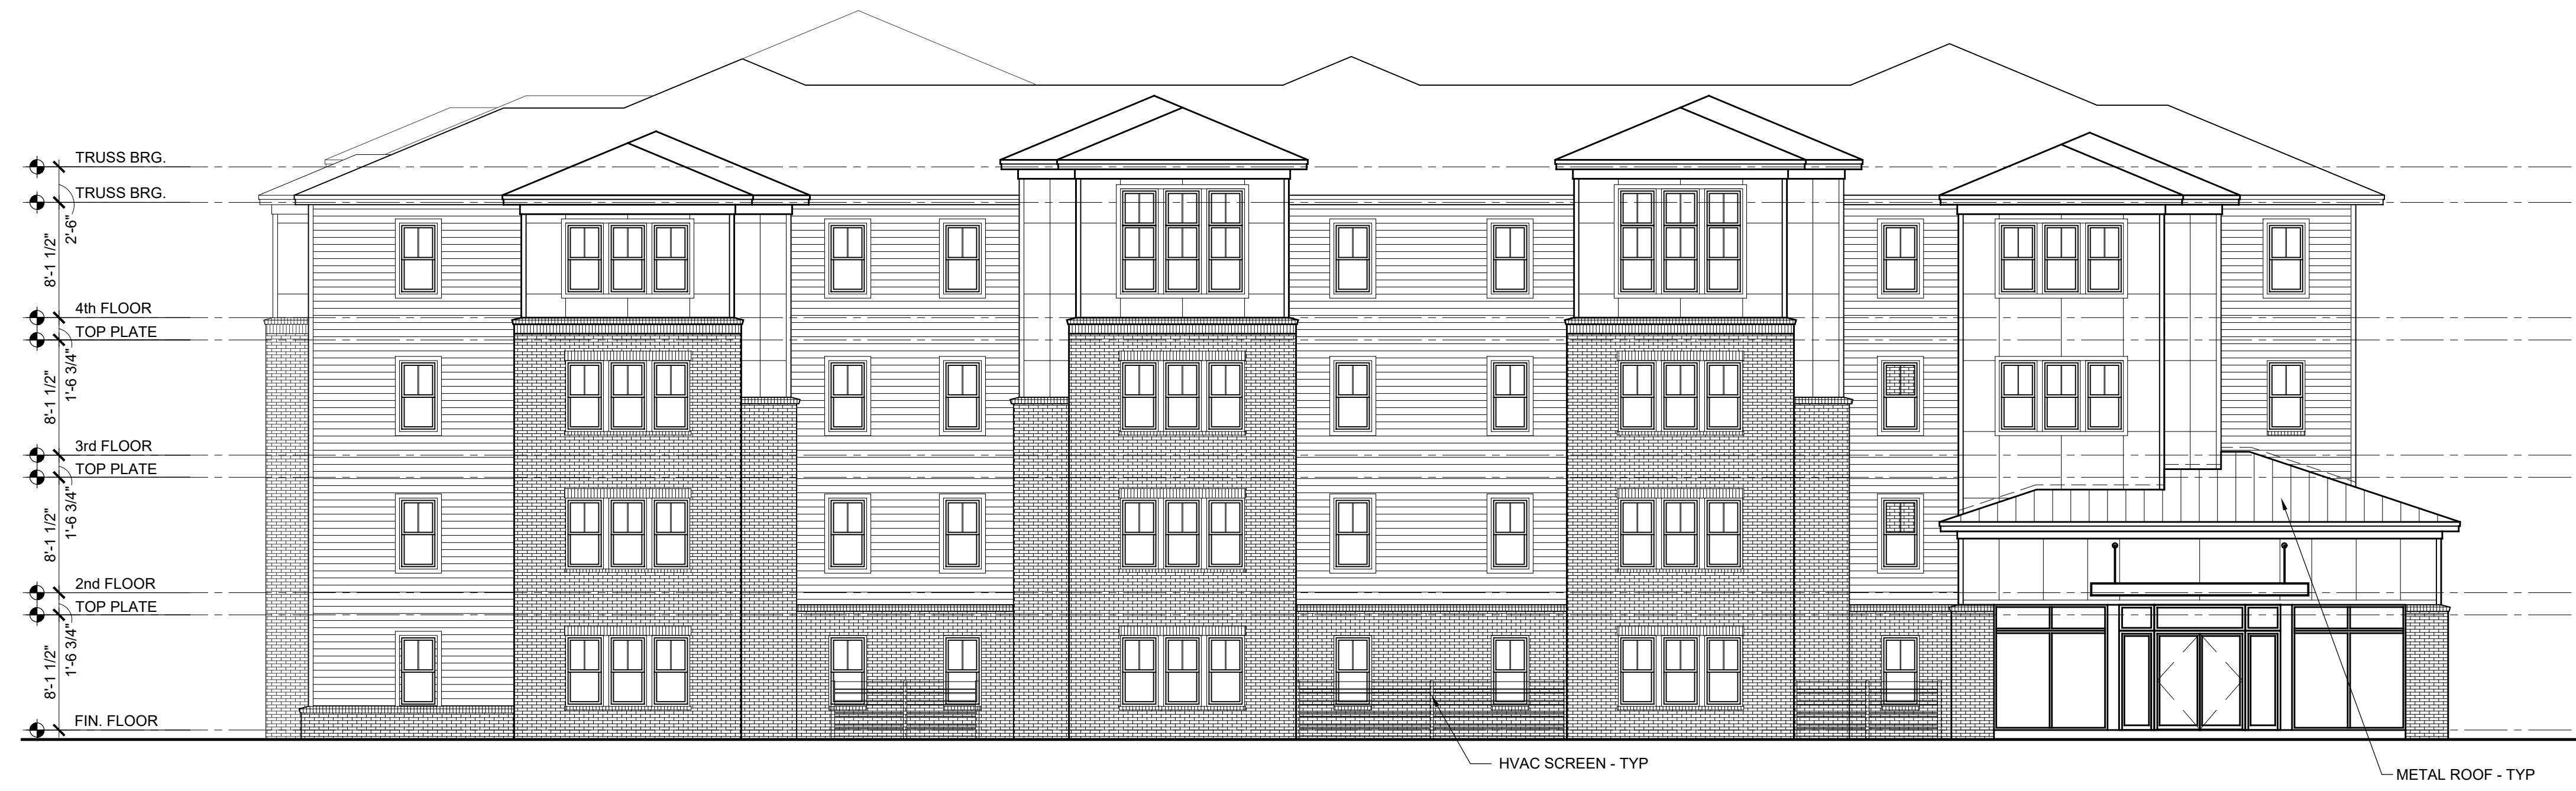 TRUSS BRG.
TRUSS BRG.
2'-6"
8'-1 1/2"
4th FLOOR
TOP PLATE
1'-6 3/4"
8'-1 1/2"
3rd FLOOR
TOP PLATE
1'-6 3/4"
8'-1 1/2"
2nd FLOOR
TOP PLATE
1'-6 3/4"
8'-1 1/2"
FIN. FLOOR
HVAC SCREEN - TYP
METAL ROOF - TYP